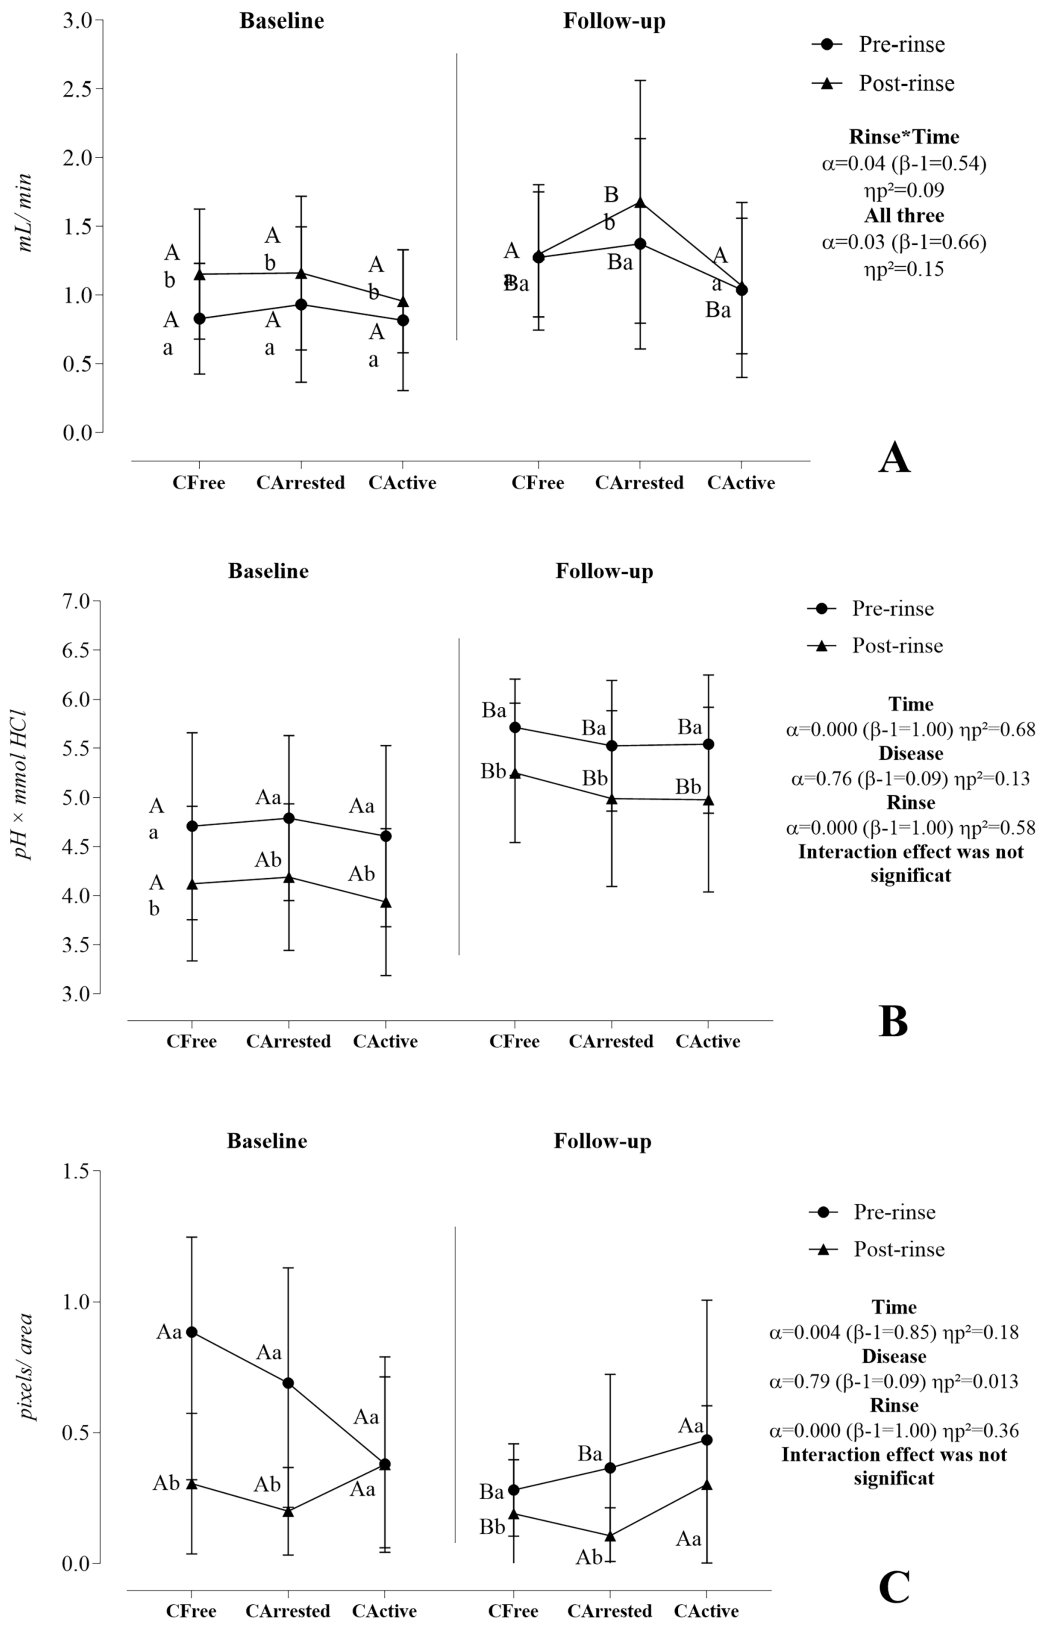 Baseline
Follow-up
3.0
2.5
2.0
1.5
1.0
0.5
0.0
mL/ min
A
b
A
a
A
b
A
a
A
b
A
a
A
a
Ba
B
b
Ba
A
a
Ba
CFree
CArrested
CActive
CFree
CArrested
CActive
Pre-rinse
Post-rinse
Rinse*Time
α=0.04 (β-1=0.54)
ηp²=0.09
All three
α=0.03 (β-1=0.66)
ηp²=0.15
A
Baseline
Follow-up
7.0
6.5
6.0
5.5
5.0
4.5
4.0
3.5
3.0
pH × mmol HCl
A
a
A
b
Aa
Ab
Aa
Ab
Ba
Bb
Ba
Bb
Ba
Bb
CFree
CArrested
CActive
CFree
CArrested
CActive
Pre-rinse
Post-rinse
Time
α=0.000 (β-1=1.00) ηp²=0.68
Disease
α=0.76 (β-1=0.09) ηp²=0.13
Rinse
α=0.000 (β-1=1.00) ηp²=0.58
Interaction effect was not
significat
B
Baseline
Follow-up
1.5
1.0
0.5
0.0
pixels/ area
Aa
Ab
Aa
Ab
Aa
Aa
Ba
Bb
Ba
Ab
Aa
Aa
CFree
CArrested
CActive
CFree
CArrested
CActive
Pre-rinse
Post-rinse
Time
α=0.004 (β-1=0.85) ηp²=0.18
Disease
α=0.79 (β-1=0.09) ηp²=0.013
Rinse
α=0.000 (β-1=1.00) ηp²=0.36
Interaction effect was not
significat
C